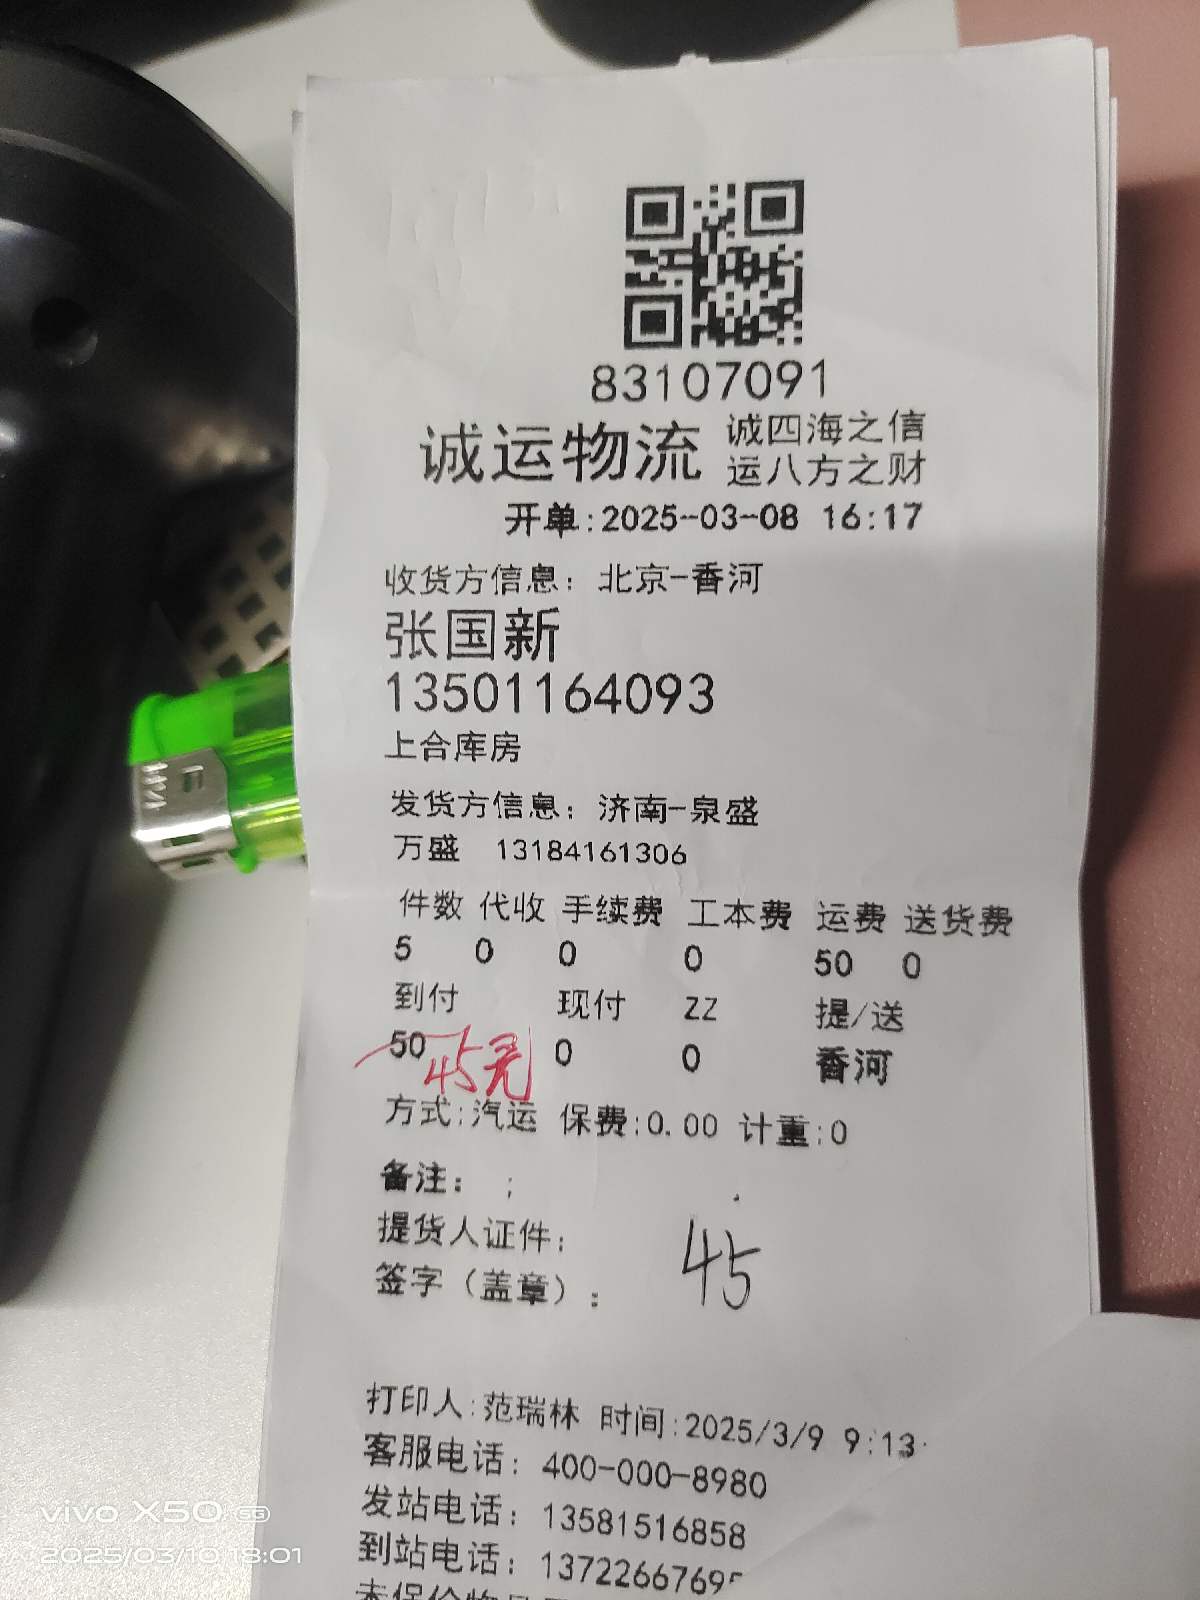 83107091
诚运物流 诚四海之信
运八方之财
开单:2025-03-08 16:17
收货方信息: 北京-香河
张国新
13501164093
上合库房
发货方信息: 济南-泉盛
万盛 13184161306
件数 代收 手续费 工本费 运费 送货费
5 0 0 0 50 0
到付 现付 ZZ 提/送
50 45元 0 0 香河
方式:汽运 保费:0.00 计重:0
备注: ;
提货人证件:
45
签字(盖章):
打印人:范瑞林 时间:2025/3/9 9:13
客服电话: 400-000-8980
发站电话: 13581516858
到站电话: 1372266769
未保价物
vivo X50 5G
2025/03/10 18:01